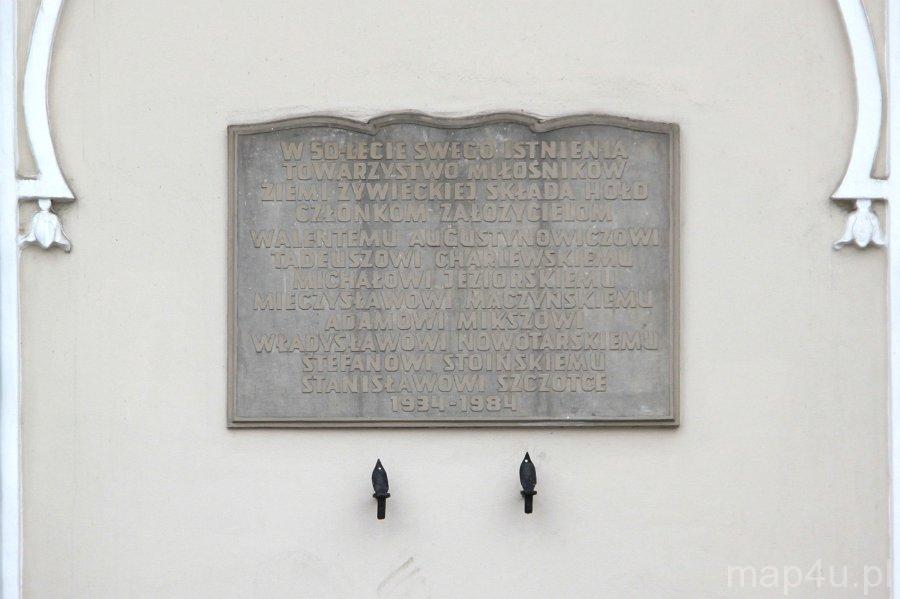 W 50-LECIE SWEGO ISTNIENIA
TOWARZYSTWO MIŁOŚNIKÓW
ZIEMI ŻYWIECKIEJ SKŁADA HOŁD
CZŁONKOM ZAŁOŻYCIELOM
WALENTEMU AUGUSTYNOWICZOWI
TADEUSZOWI CHARLEWSKIEMU
MICHAŁOWI JEZIORSKIEMU
MIECZYSŁAWOWI MĄCZYŃSKIEMU
ADAMOWI MIKSZOWI
WŁADYSŁAWOWI NOWOTARSKIEMU
STEFANOWI STOIŃSKIEMU
STANISŁAWOWI SZCZOTCE
1934-1984
map4u.pl